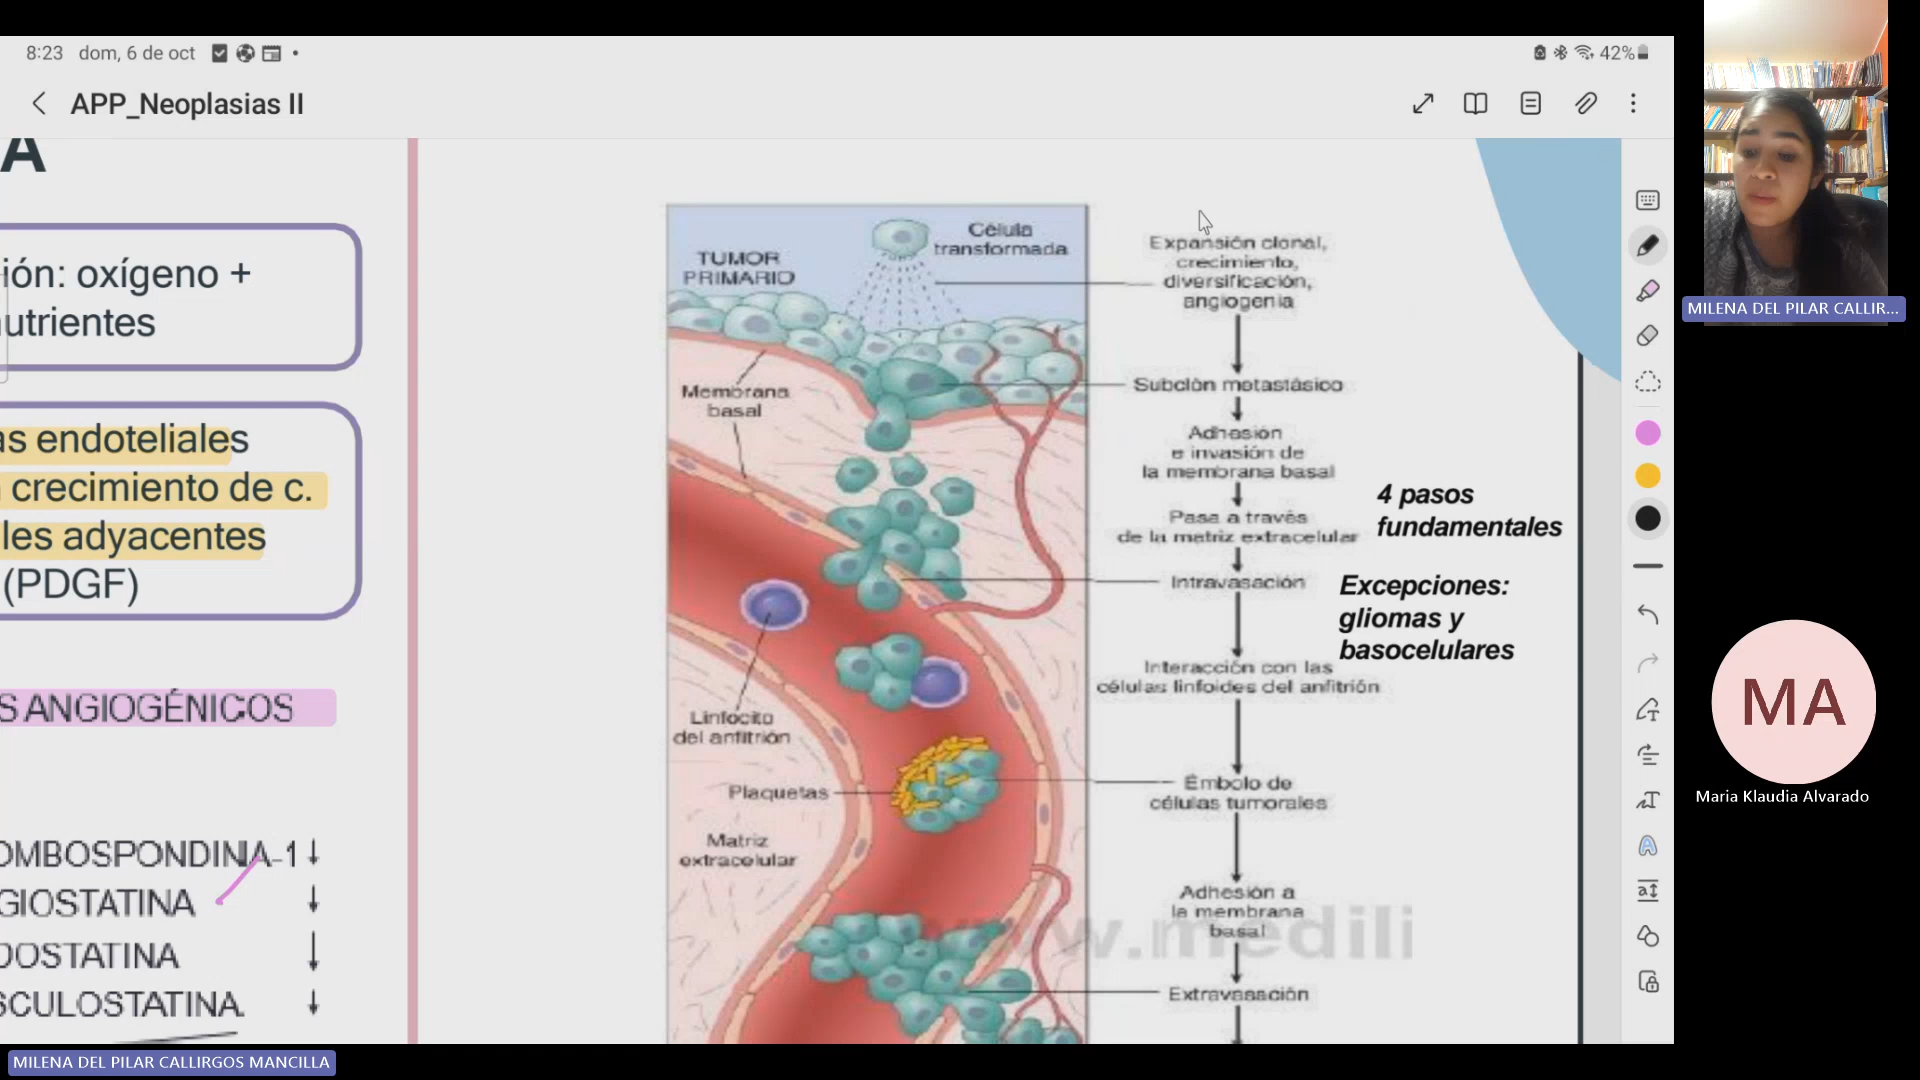 8:23 dom, 6 de oct
42%
APP_Neoplasias II
A
ión: oxígeno +
utrientes
as endoteliales
crecimiento de c.
les adyacentes
(PDGF)
S ANGIOGÉNICOS
OMBOSPONDINA-1
GIOSTATINA
DOSTATINA
SCULOSTATINA
TUMOR
PRIMARIO
Célula
transformada
Membrana
basal
Linfocito
del anfitrión
Plaquetas
Matriz
extracelular
Expansión clonal,
crecimiento,
diversificación,
angiogenia
Subclón metastásico
Adhesión
e invasión de
la membrana basal
Pasa a través
de la matriz extracelular
Intravasación
Interacción con las
células linfoides del anfitrión
Émbolo de
células tumorales
Adhesión a
la membrana
basal
Extravasación
4 pasos
fundamentales
Excepciones:
gliomas y
basocelulares
w.medili
MILENA DEL PILAR CALLIR...
MA
Maria Klaudia Alvarado
MILENA DEL PILAR CALLIRGOS MANCILLA